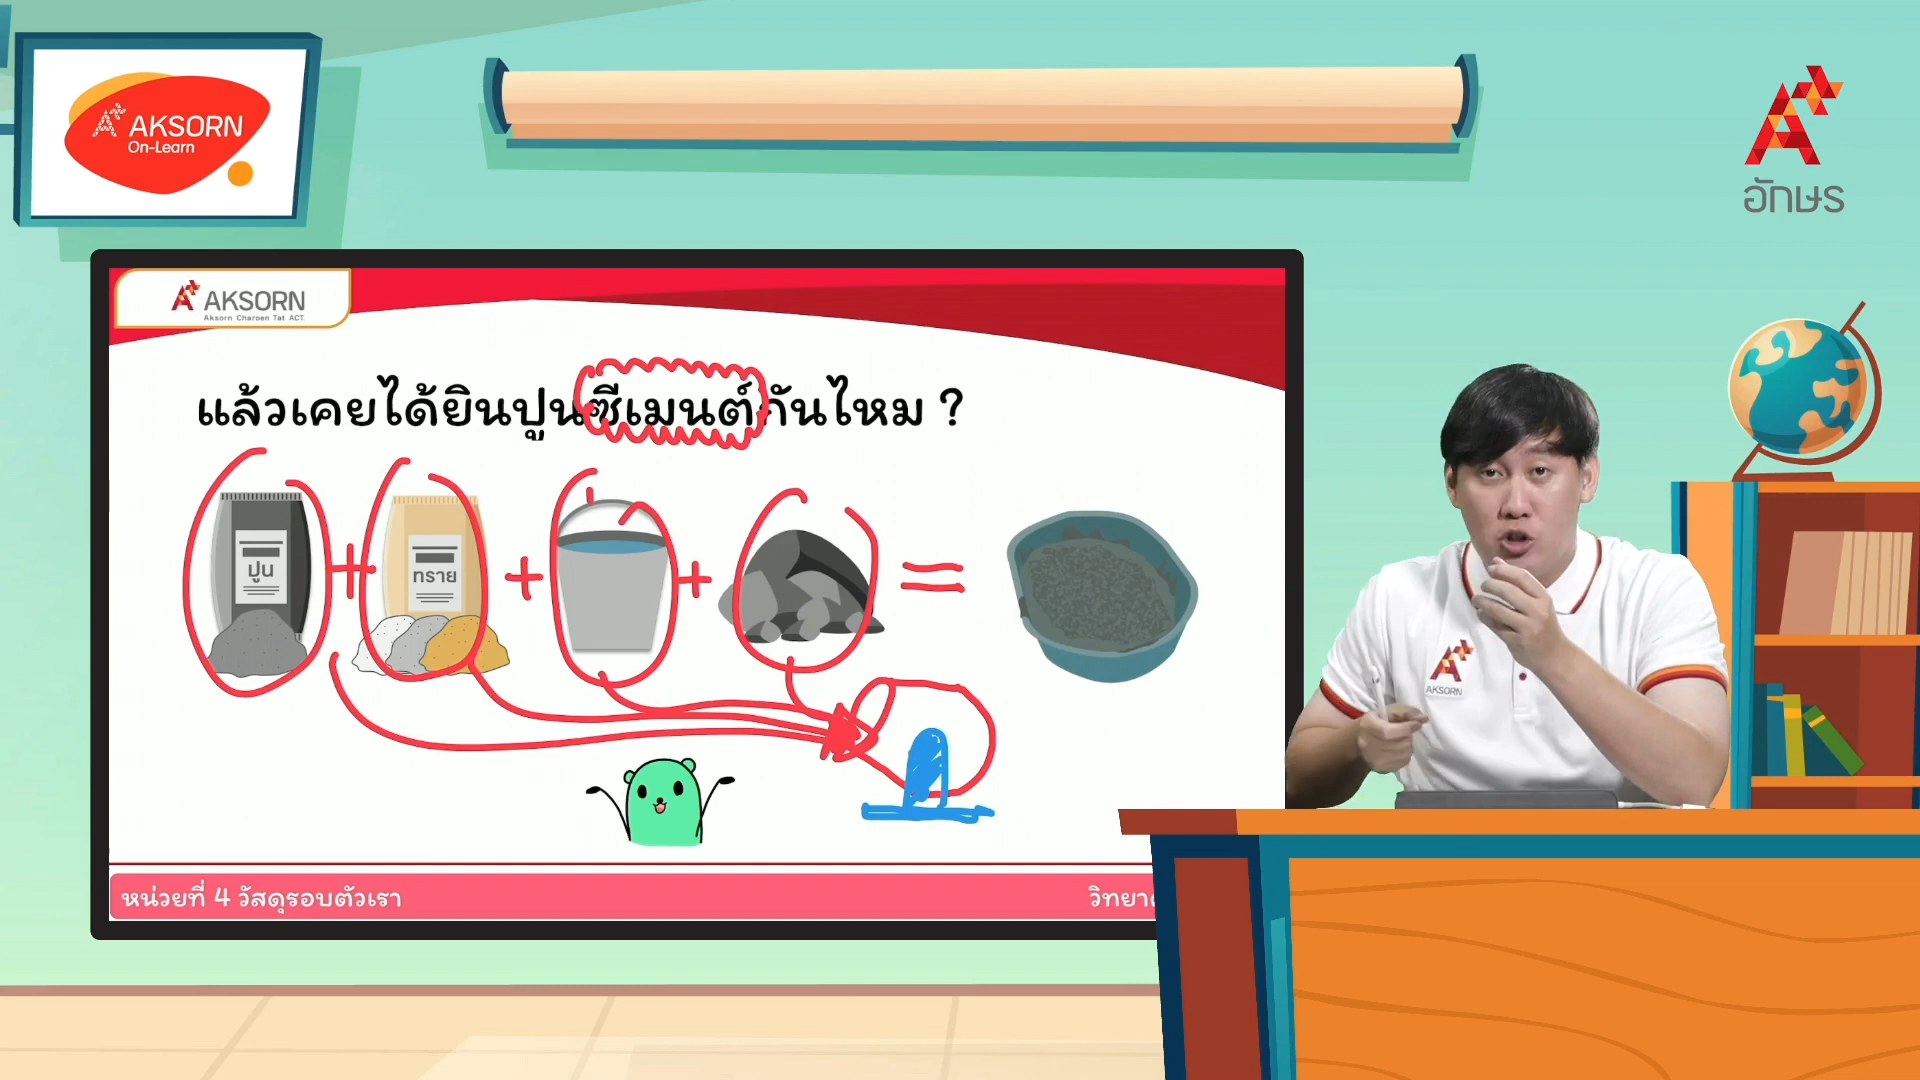 AKSORN
On-Learn
อักษร
AKSORN
Aksorn Charoen Tat ACT.
แล้วเคยได้ยินปูนซีเมนต์กันไหม ?
ปูน
ทราย
AKSORN
หน่วยที่ 4 วัสดุรอบตัวเรา
วิทยา